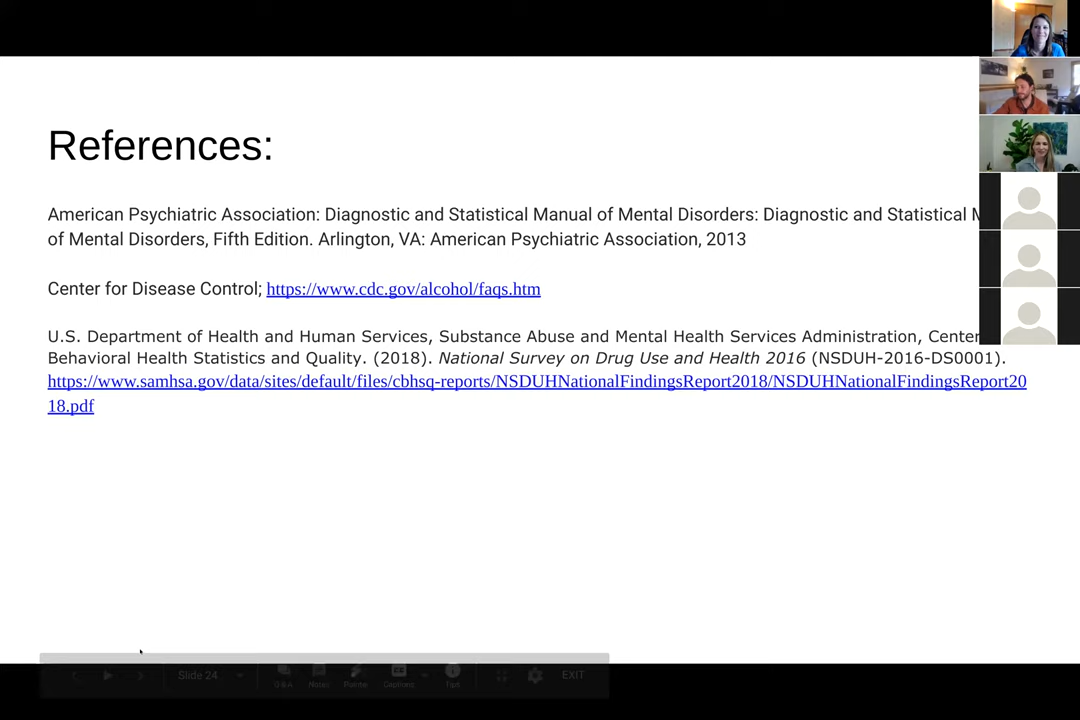 References:
American Psychiatric Association: Diagnostic and Statistical Manual of Mental Disorders: Diagnostic and Statistical
of Mental Disorders, Fifth Edition. Arlington, VA: American Psychiatric Association, 2013
Center for Disease Control; https://www.cdc.gov/alcohol/faqs.htm
U.S. Department of Health and Human Services, Substance Abuse and Mental Health Services Administration, Center
Behavioral Health Statistics and Quality. (2018). National Survey on Drug Use and Health 2016 (NSDUH-2016-DS0001).
https://www.samhsa.gov/data/sites/default/files/cbhsq-reports/NSDUHNationalFindingsReport2018/NSDUHNationalFindingsReport20
18.pdf
Slide 24 Q&A Notes Pointer Captions Tips EXIT